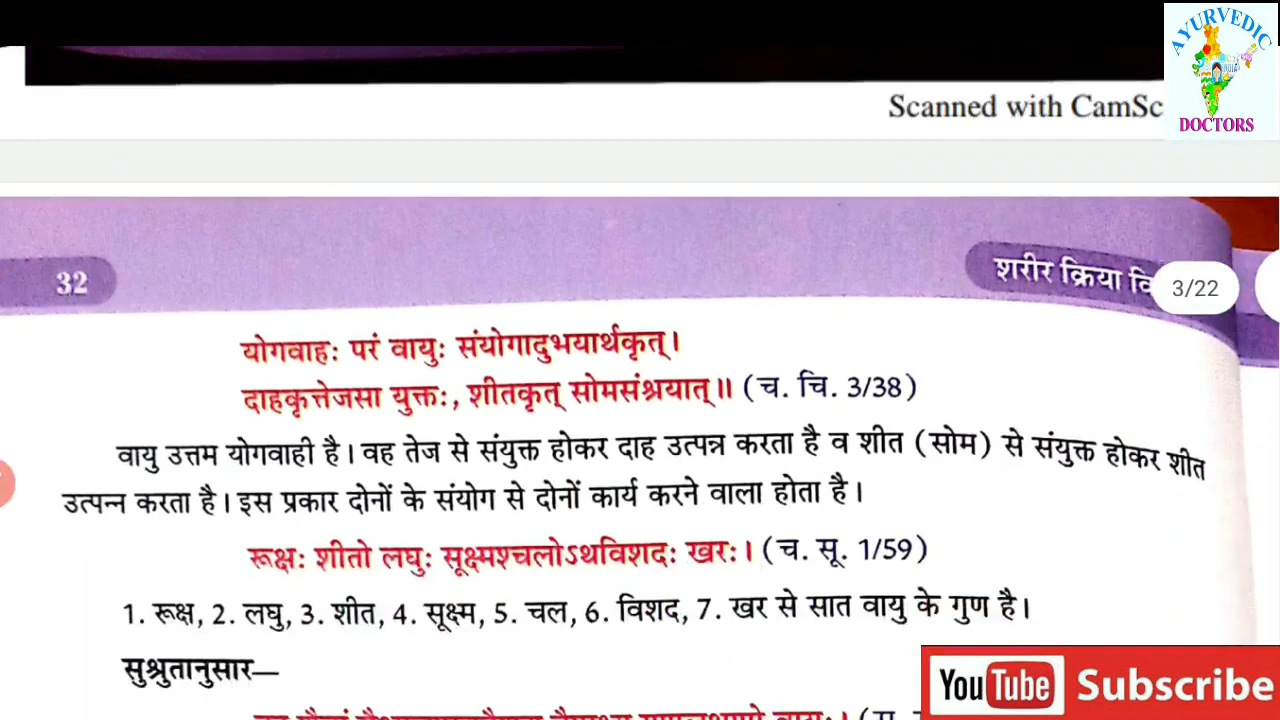 AYURVEDIC
DOCTORS
Scanned with CamSc
32
शरीर क्रिया वि
3/22
योगवाहः परं वायुः संयोगादुभयार्थकृत्।
दाहकृत्तेजसा युक्तः, शीतकृत् सोमसंश्रयात्॥ (च. चि. 3/38)
वायु उत्तम योगवाही है। वह तेज से संयुक्त होकर दाह उत्पन्न करता है व शीत (सोम) से संयुक्त होकर शीत
उत्पन्न करता है। इस प्रकार दोनों के संयोग से दोनों कार्य करने वाला होता है।
रूक्षः शीतो लघुः सूक्ष्मश्चलोऽथविशदः खरः। (च. सू. 1/59)
1. रूक्ष, 2. लघु, 3. शीत, 4. सूक्ष्म, 5. चल, 6. विशद, 7. खर से सात वायु के गुण है।
सुश्रुतानुसार—
YouTube Subscribe